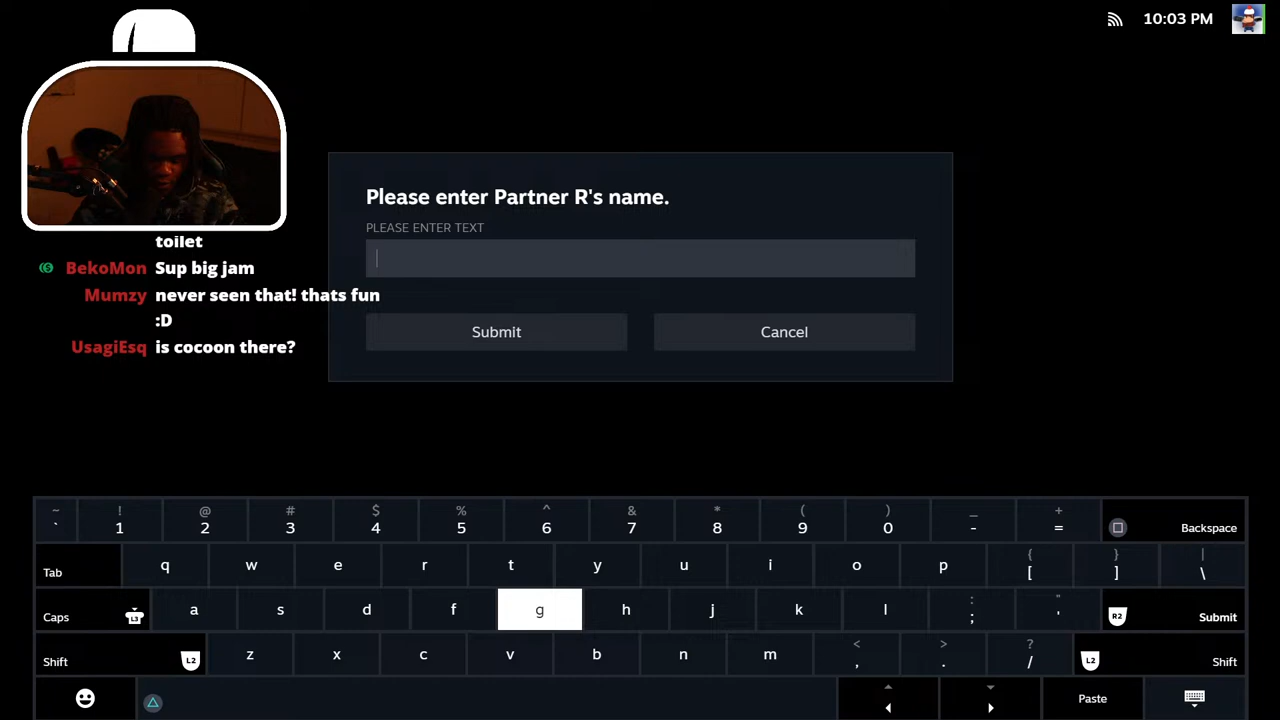 10:03 PM
toilet
BekoMon Sup big jam
Mumzy never seen that! thats fun
:D
UsagiEsq is cocoon there?
Please enter Partner R's name.
PLEASE ENTER TEXT
Submit Cancel
~ ! @ # $ % ^ & * ( ) _ +
` 1 2 3 4 5 6 7 8 9 0 - = Backspace
{ } |
Tab q w e r t y u i o p [ ] \
: "
Caps L3 a s d f g h j k l ; ' R2 Submit
< > ?
Shift L2 z x c v b n m , . / L2 Shift
Paste